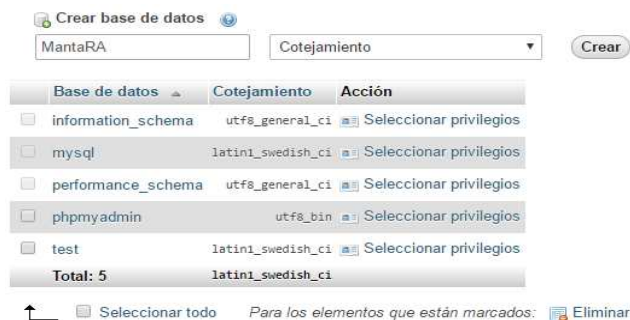 Crear base de datos
MantaRA Cotejamiento Crear
Base de datos Cotejamiento Acción
information_schema utf8_general_ci Seleccionar privilegios
mysql latin1_swedish_ci Seleccionar privilegios
performance_schema utf8_general_ci Seleccionar privilegios
phpmyadmin utf8_bin Seleccionar privilegios
test latin1_swedish_ci Seleccionar privilegios
Total: 5 latin1_swedish_ci
Seleccionar todo Para los elementos que están marcados: Eliminar